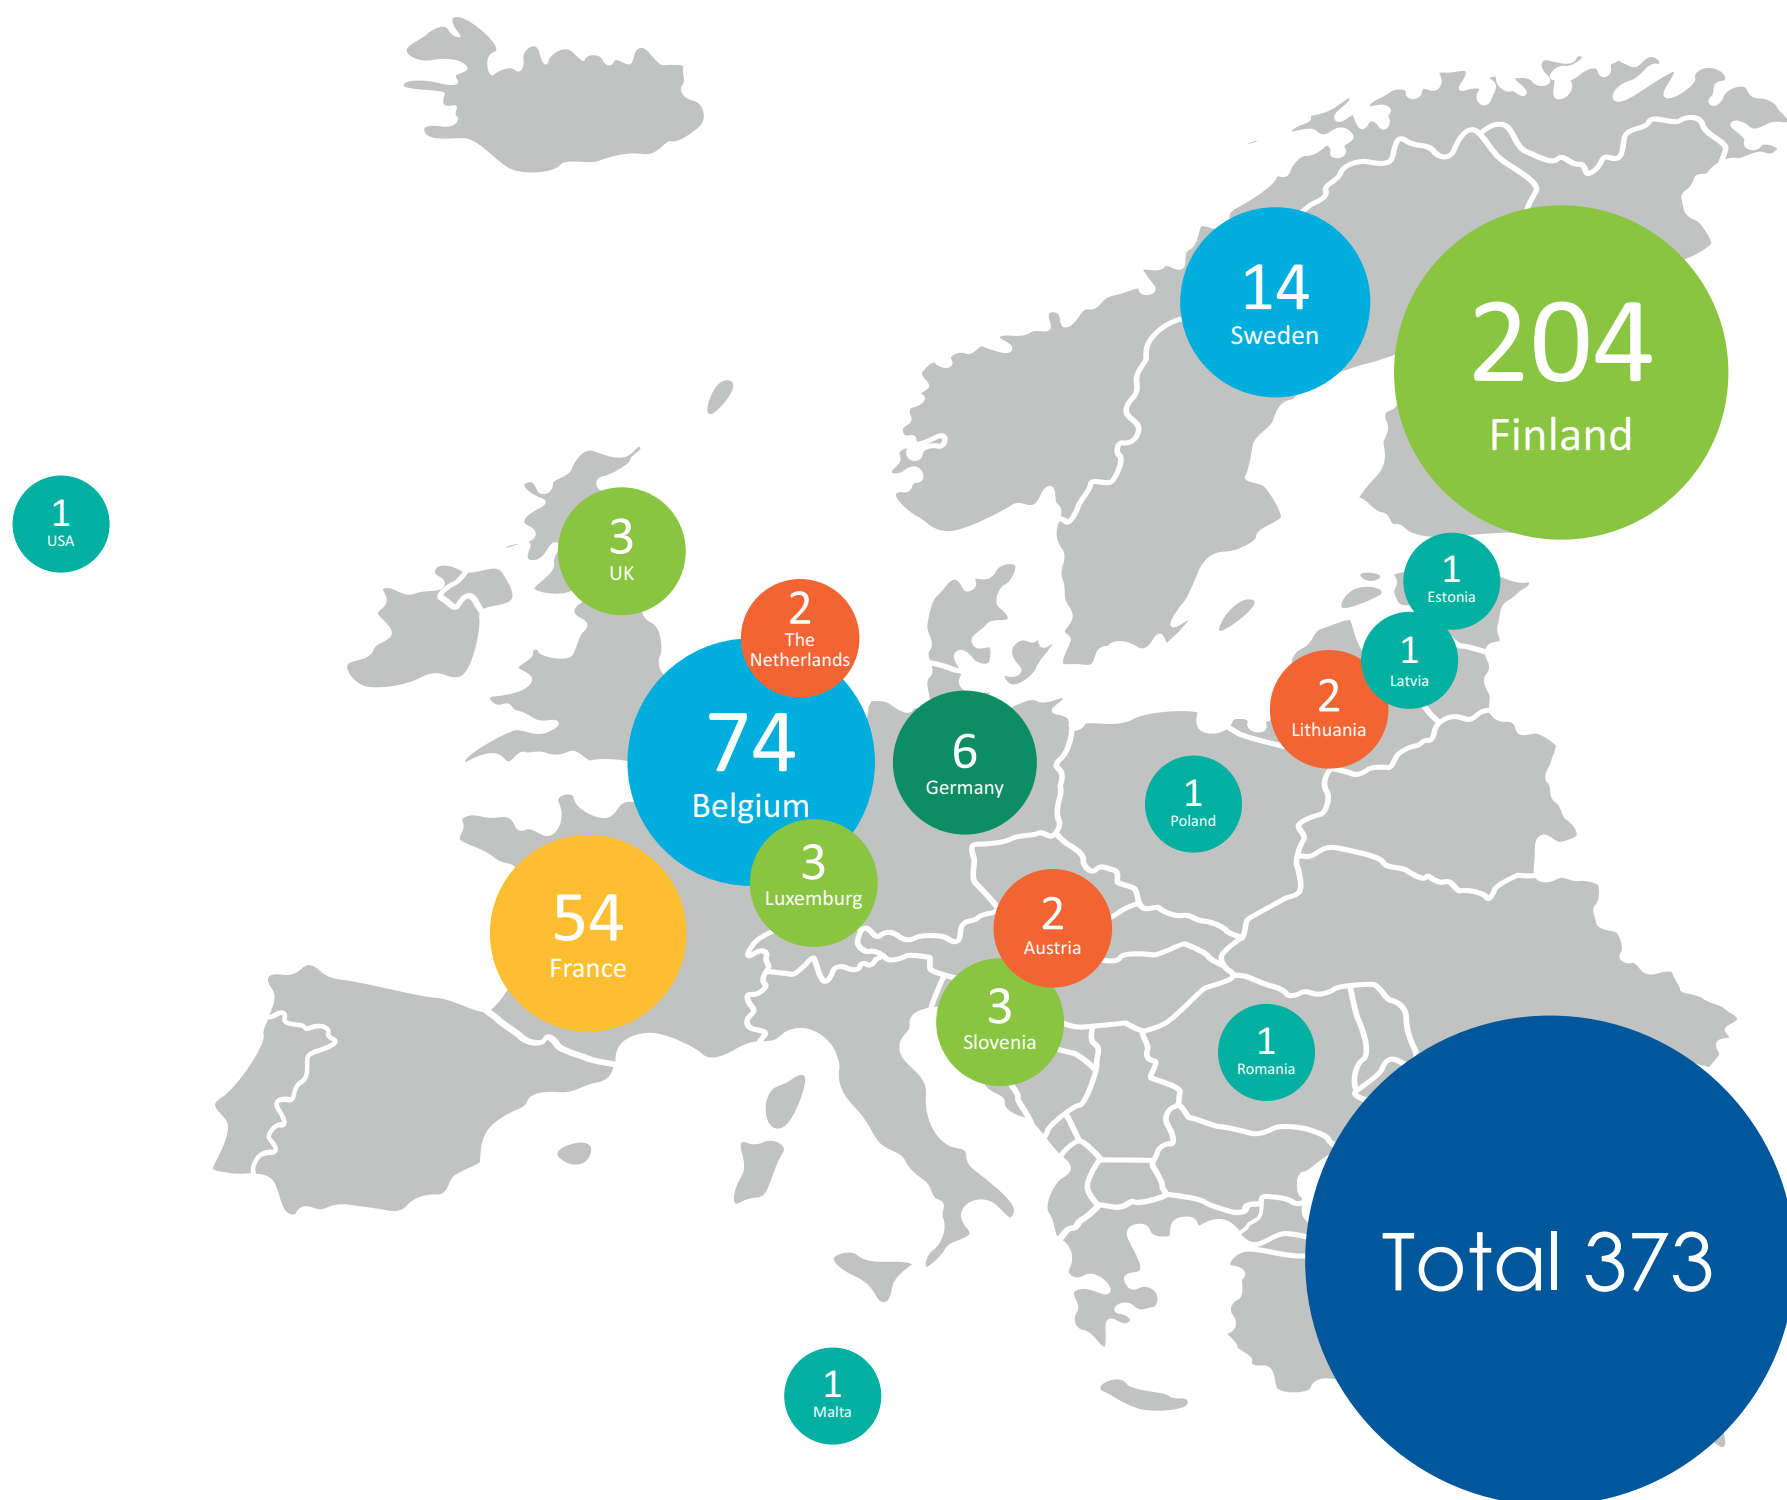 14
Sweden
204
Finland
1
USA
3
UK
1
Estonia
2
The
Netherlands
1
Latvia
2
Lithuania
74
Belgium
6
Germany
1
Poland
3
Luxemburg
54
France
2
Austria
3
Slovenia
1
Romania
Total 373
1
Malta